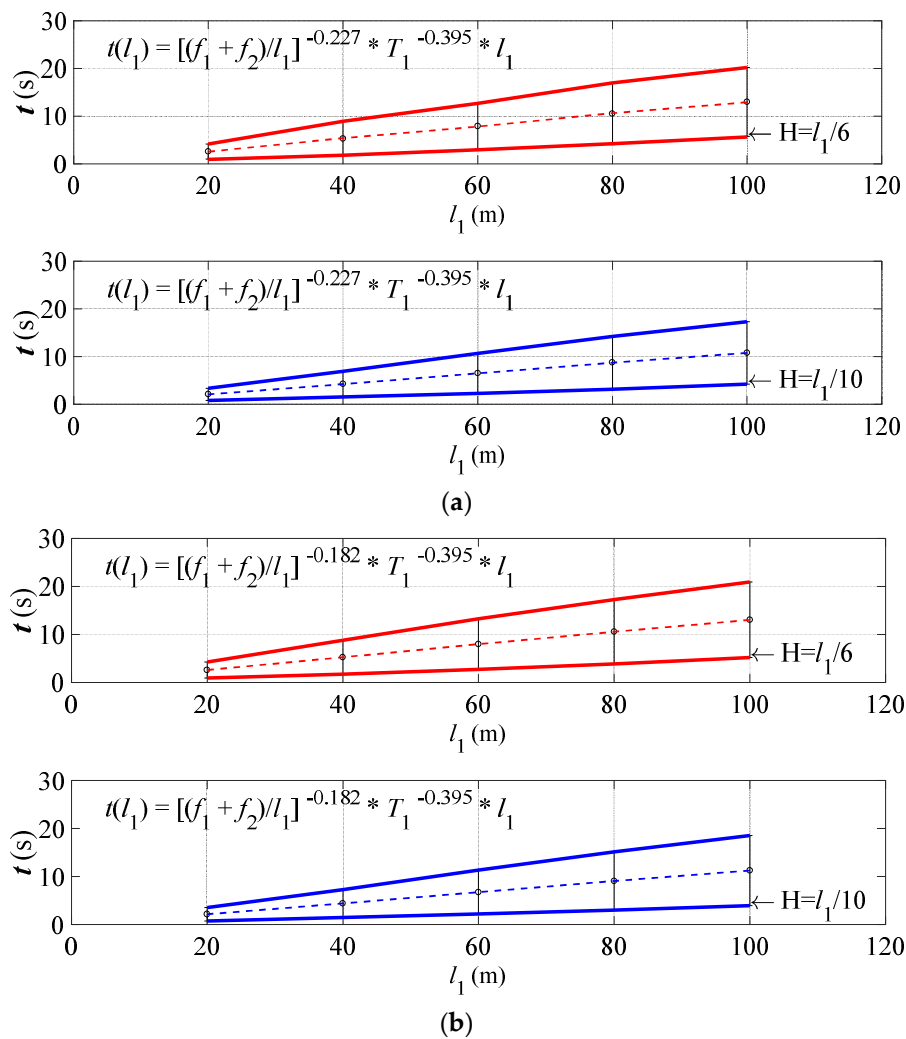 30
t(l1) = [(f1 + f2)/l1] -0.227 * T1 -0.395 * l1
20
t (s)
10
←H=l1/6
0
0 20 40 60 80 100 120
l1 (m)
30
t(l1) = [(f1 + f2)/l1] -0.227 * T1 -0.395 * l1
20
t (s)
10
←H=l1/10
0
0 20 40 60 80 100 120
l1 (m)
(a)
30
t(l1) = [(f1 + f2)/l1] -0.182 * T1 -0.395 * l1
20
t (s)
10
←H=l1/6
0
0 20 40 60 80 100 120
l1 (m)
30
t(l1) = [(f1 + f2)/l1] -0.182 * T1 -0.395 * l1
20
t (s)
10
←H=l1/10
0
0 20 40 60 80 100 120
l1 (m)
(b)